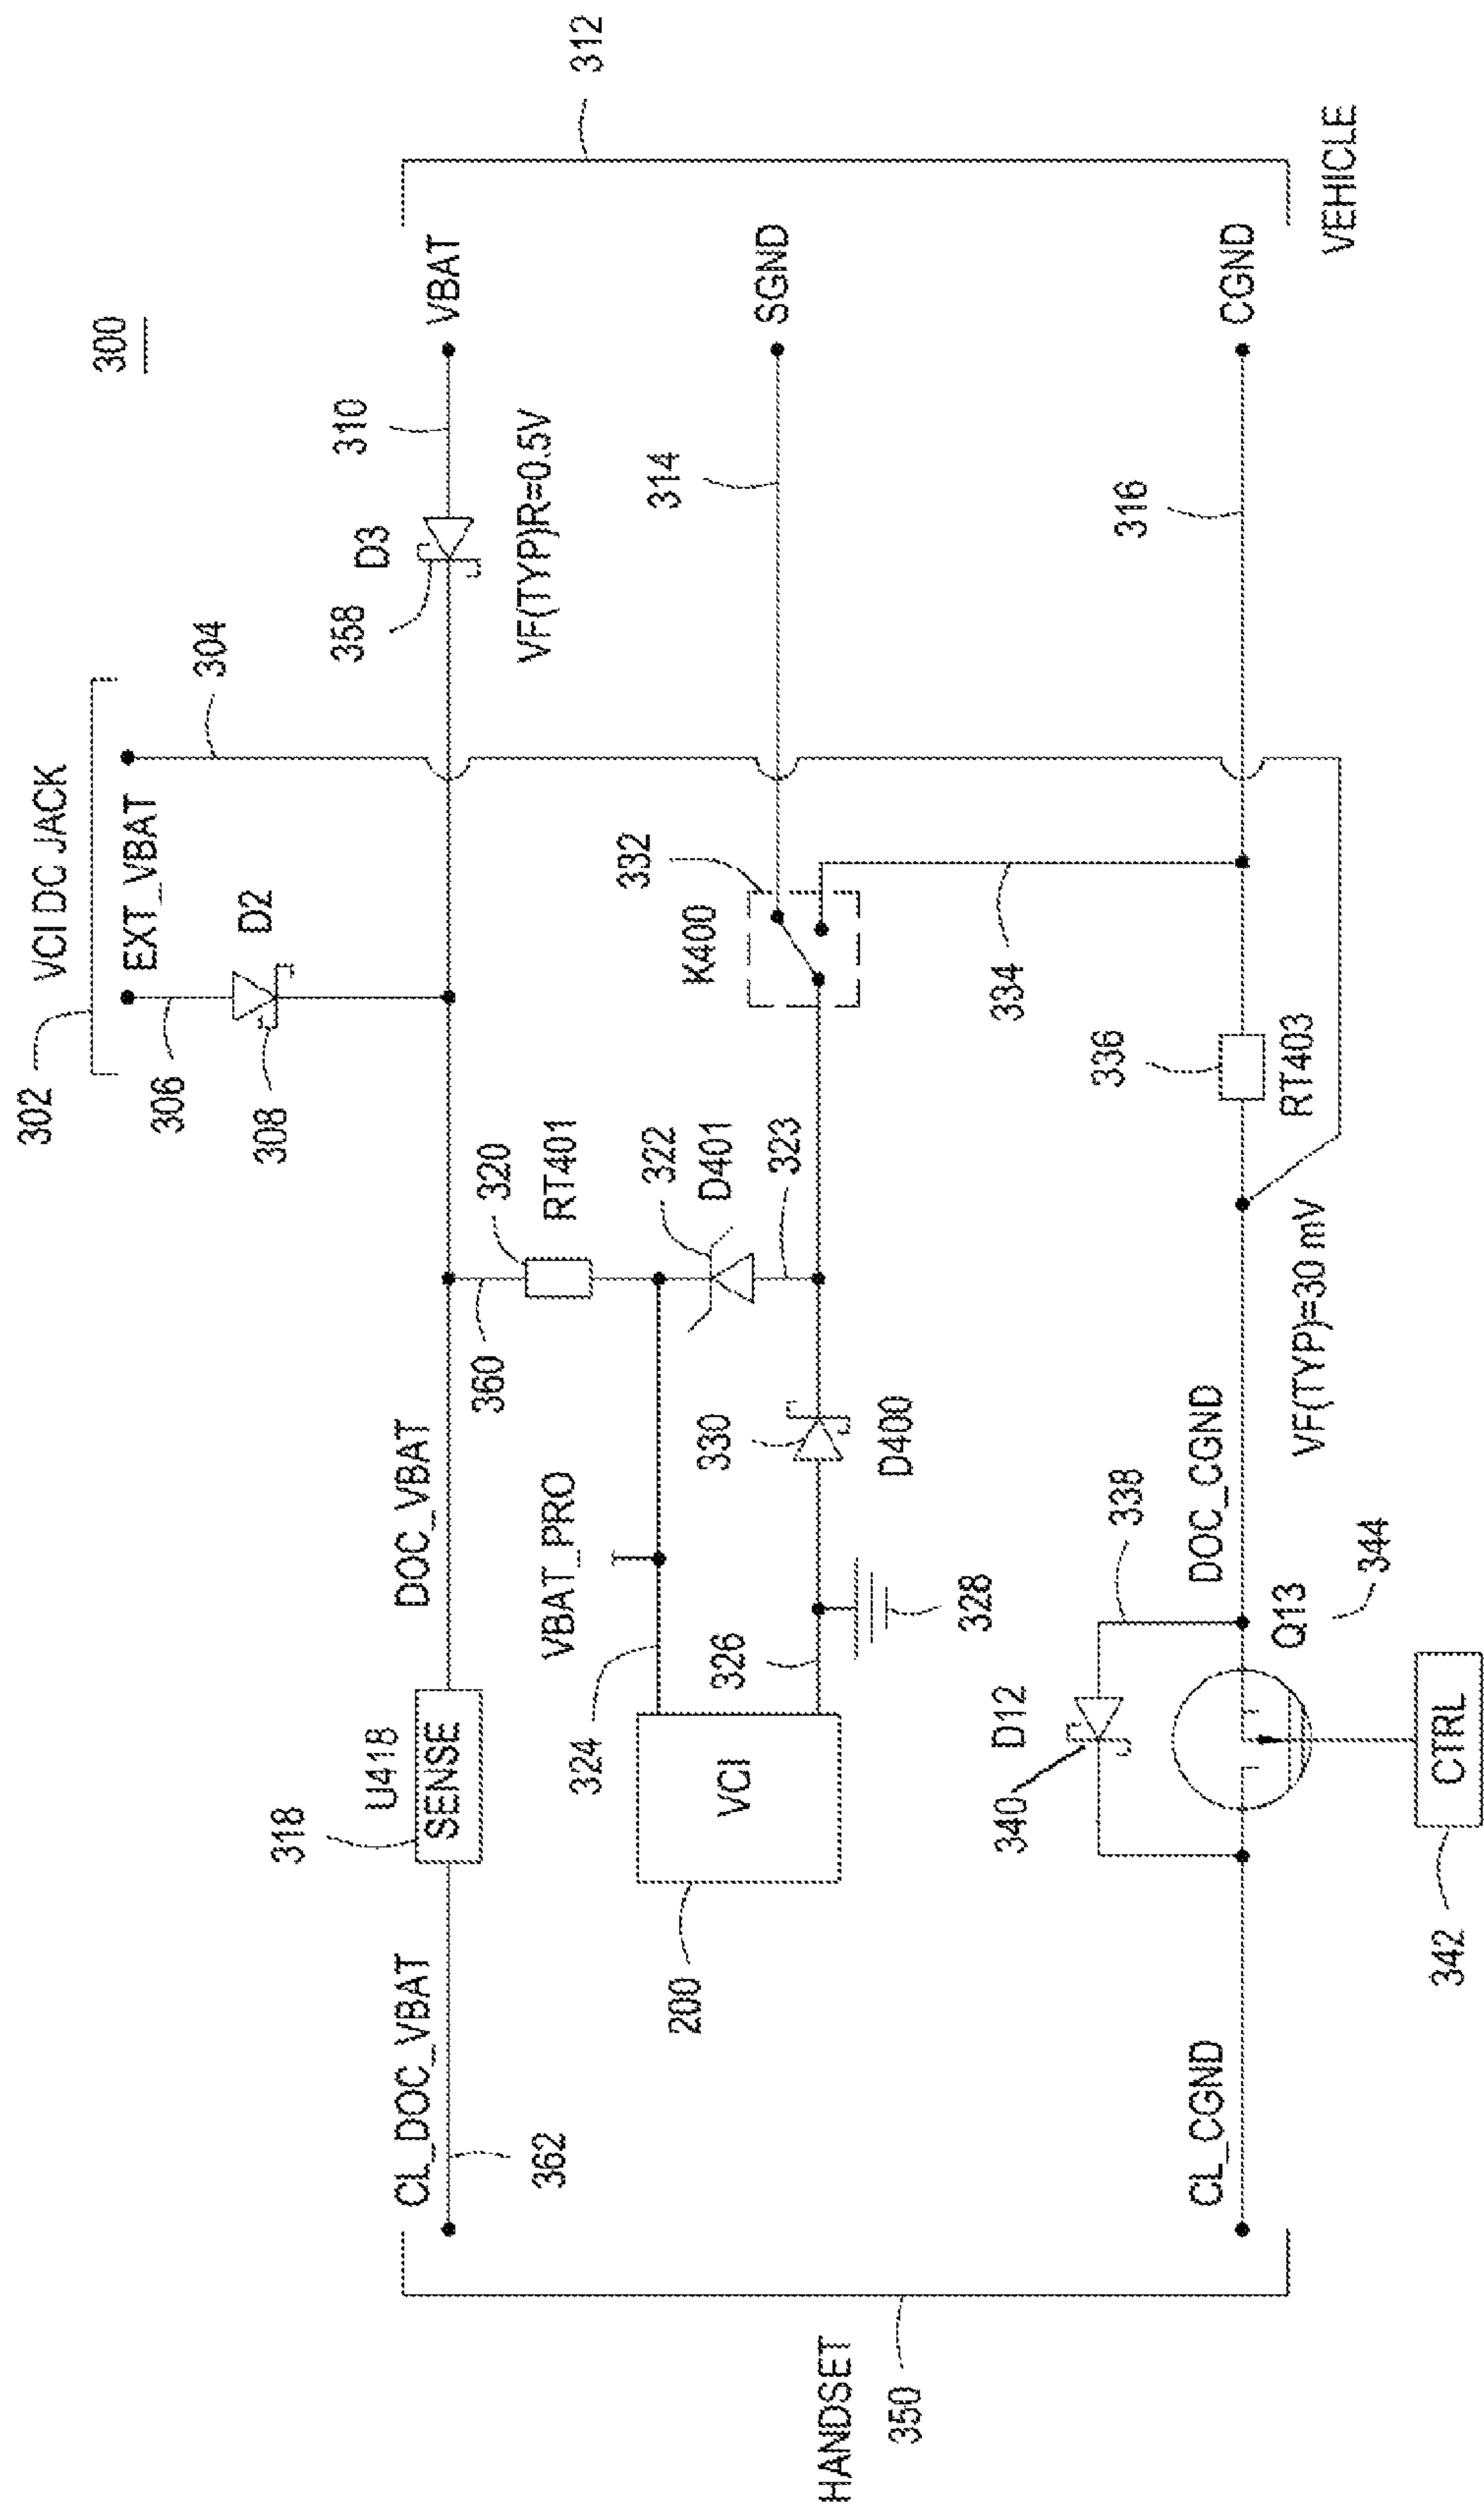 300
302
VCI DC JACK
EXT_VBAT
304
306
D2
308
D3
358
VF(TYP)R=0.5V
310
VBAT
312
SGND
314
CGND
316
VEHICLE
CL_DOC_VBAT
362
318
U418
SENSE
DOC_VBAT
360
320
RT401
322
D401
323
K400
332
334
VBAT_PRO
324
326
VCI
200
328
330
D400
336
RT403
VF(TYP)=30 mV
DOC_CGND
338
D12
340
Q13
344
CTRL
342
CL_CGND
HANDSET
350